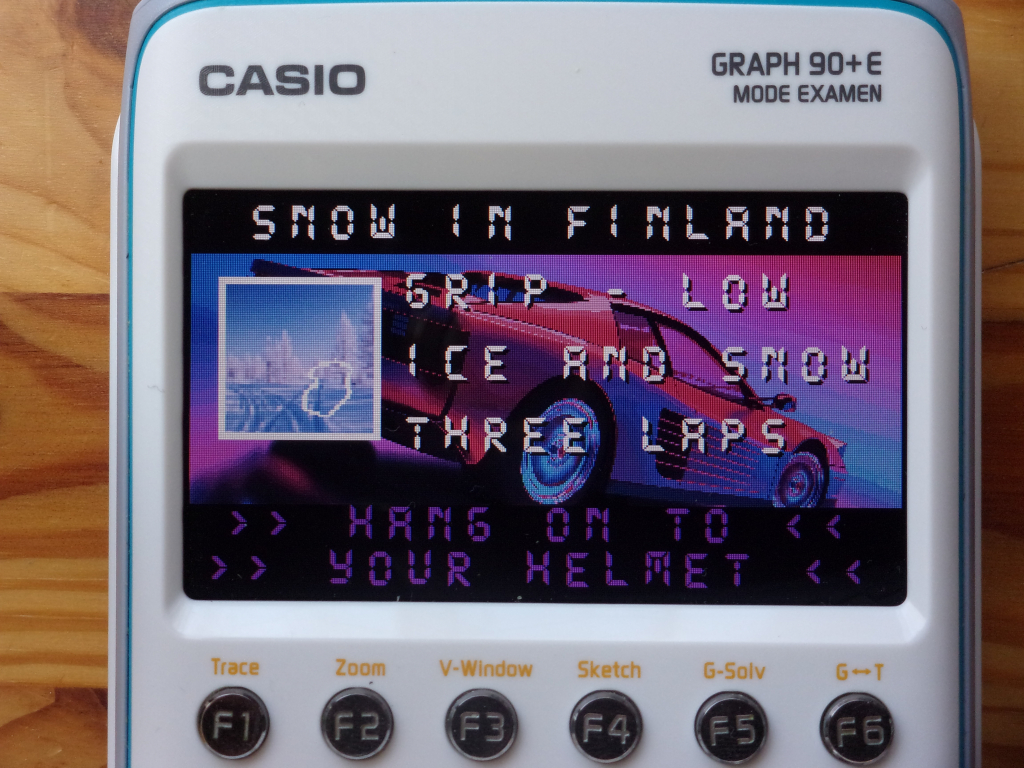 CASIO
GRAPH 90+E
MODE EXAMEN
SNOW IN FINLAND
GRIP - LOW
ICE AND SNOW
THREE LAPS
>> HANG ON TO <<
>> YOUR HELMET <<
Trace Zoom V-Window Sketch G-Solv G↔T
F1 F2 F3 F4 F5 F6